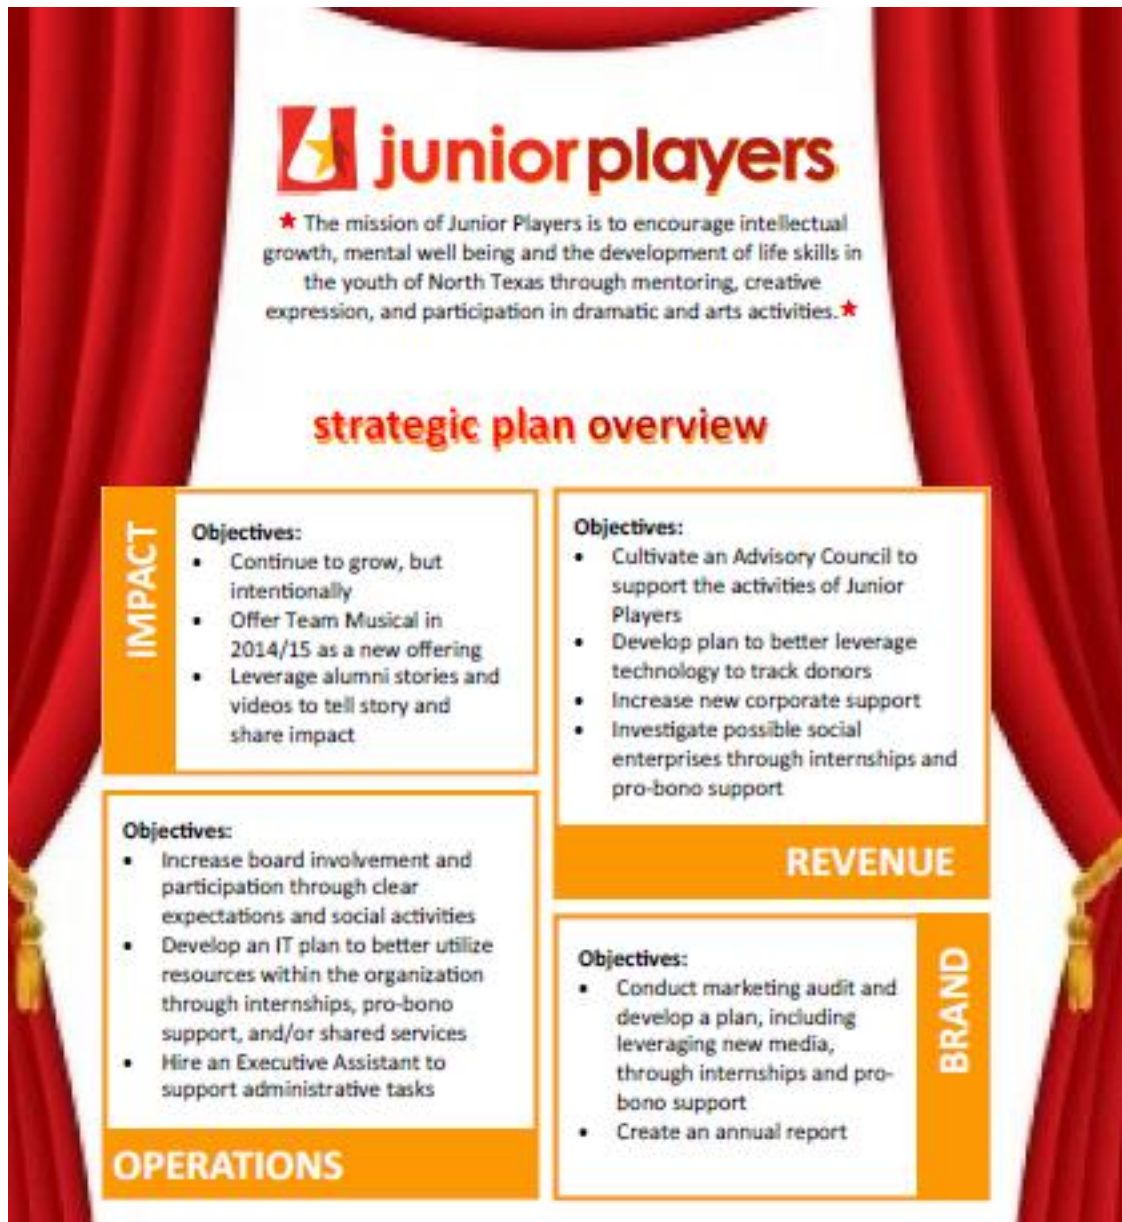 junior players
★ The mission of Junior Players is to encourage intellectual
growth, mental well being and the development of life skills in
the youth of North Texas through mentoring, creative
expression, and participation in dramatic and arts activities.★
strategic plan overview
IMPACT
Objectives:
• Continue to grow, but
intentionally
• Offer Team Musical in
2014/15 as a new offering
• Leverage alumni stories and
videos to tell story and
share impact
Objectives:
• Cultivate an Advisory Council to
support the activities of Junior
Players
• Develop plan to better leverage
technology to track donors
• Increase new corporate support
• Investigate possible social
enterprises through internships and
pro-bono support
REVENUE
Objectives:
• Increase board involvement and
participation through clear
expectations and social activities
• Develop an IT plan to better utilize
resources within the organization
through internships, pro-bono
support, and/or shared services
• Hire an Executive Assistant to
support administrative tasks
OPERATIONS
Objectives:
• Conduct marketing audit and
develop a plan, including
leveraging new media,
through internships and pro-
bono support
• Create an annual report
BRAND